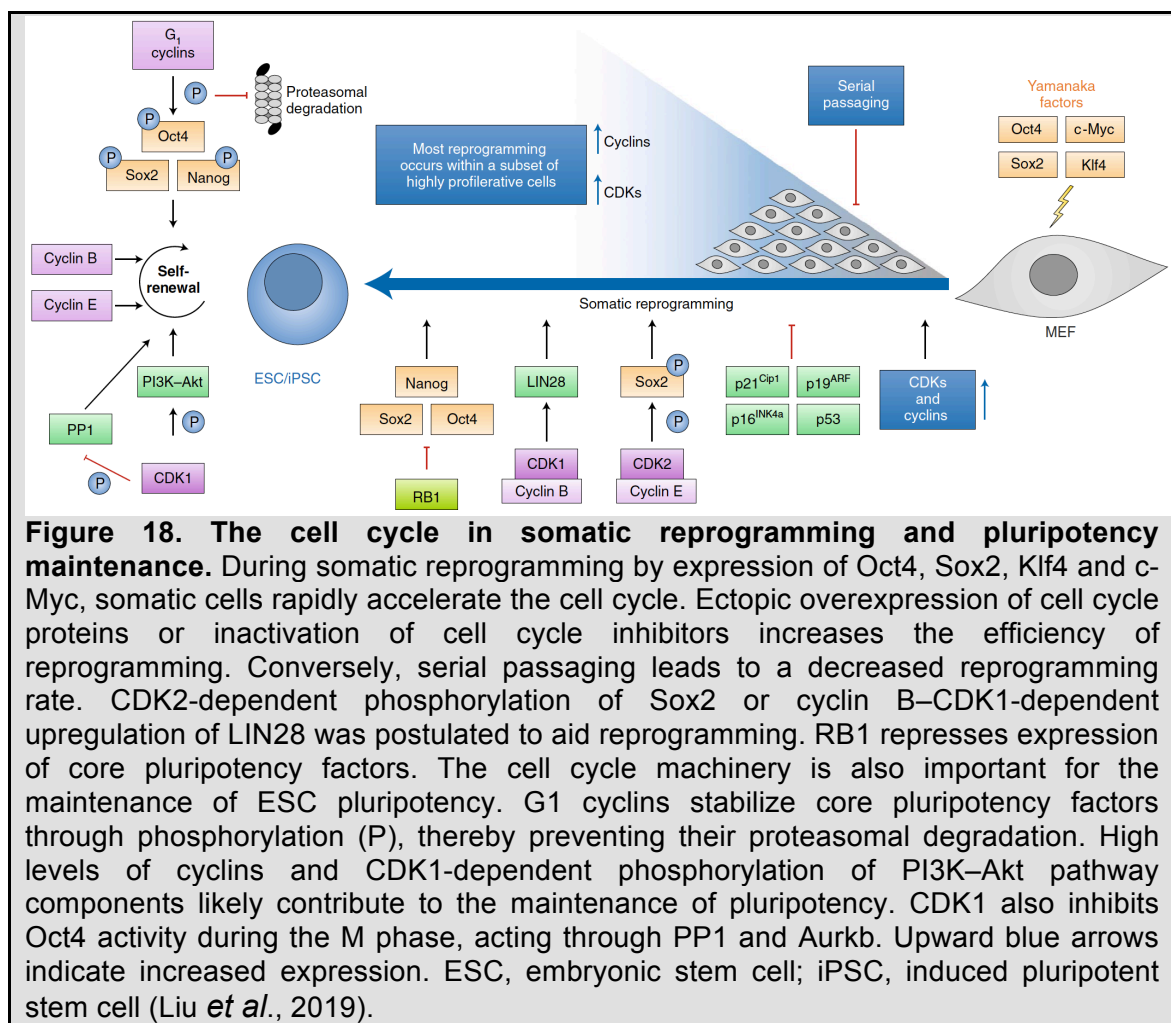 G1
cyclins
P
Proteasomal
degradation
P
Oct4
P
P
Sox2
Nanog
Cyclin B
Self-
renewal
Cyclin E
PI3K–Akt
ESC/iPSC
PP1
P
P
CDK1
Most reprogramming
occurs within a subset of
highly profilerative cells
Cyclins
CDKs
Serial
passaging
Yamanaka
factors
Oct4
c-Myc
Sox2
Klf4
MEF
Somatic reprogramming
Nanog
Sox2
Oct4
RB1
LIN28
CDK1
Cyclin B
P
Sox2
P
CDK2
Cyclin E
p21Cip1
p19ARF
p16INK4a
p53
CDKs
and
cyclins
Figure 18. The cell cycle in somatic reprogramming and pluripotency
maintenance. During somatic reprogramming by expression of Oct4, Sox2, Klf4 and c-
Myc, somatic cells rapidly accelerate the cell cycle. Ectopic overexpression of cell cycle
proteins or inactivation of cell cycle inhibitors increases the efficiency of
reprogramming. Conversely, serial passaging leads to a decreased reprogramming
rate. CDK2-dependent phosphorylation of Sox2 or cyclin B–CDK1-dependent
upregulation of LIN28 was postulated to aid reprogramming. RB1 represses expression
of core pluripotency factors. The cell cycle machinery is also important for the
maintenance of ESC pluripotency. G1 cyclins stabilize core pluripotency factors
through phosphorylation (P), thereby preventing their proteasomal degradation. High
levels of cyclins and CDK1-dependent phosphorylation of PI3K–Akt pathway
components likely contribute to the maintenance of pluripotency. CDK1 also inhibits
Oct4 activity during the M phase, acting through PP1 and Aurkb. Upward blue arrows
indicate increased expression. ESC, embryonic stem cell; iPSC, induced pluripotent
stem cell (Liu et al., 2019).